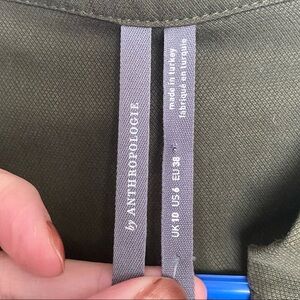 by ANTHROPOLOGIE
made in turkey
fabriqué en turquie
UK 10 US 6 EU 38